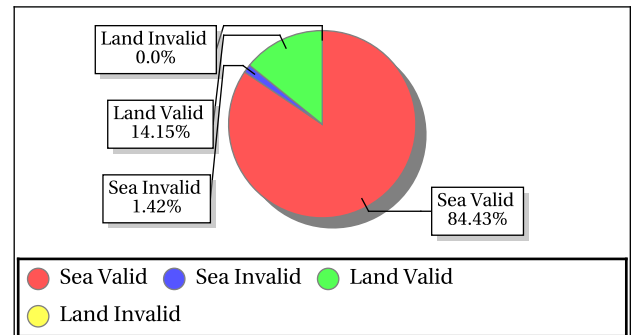 Land Invalid
0.0%
Land Valid
14.15%
Sea Invalid
1.42%
Sea Valid
84.43%
Sea Valid
Sea Invalid
Land Valid
Land Invalid